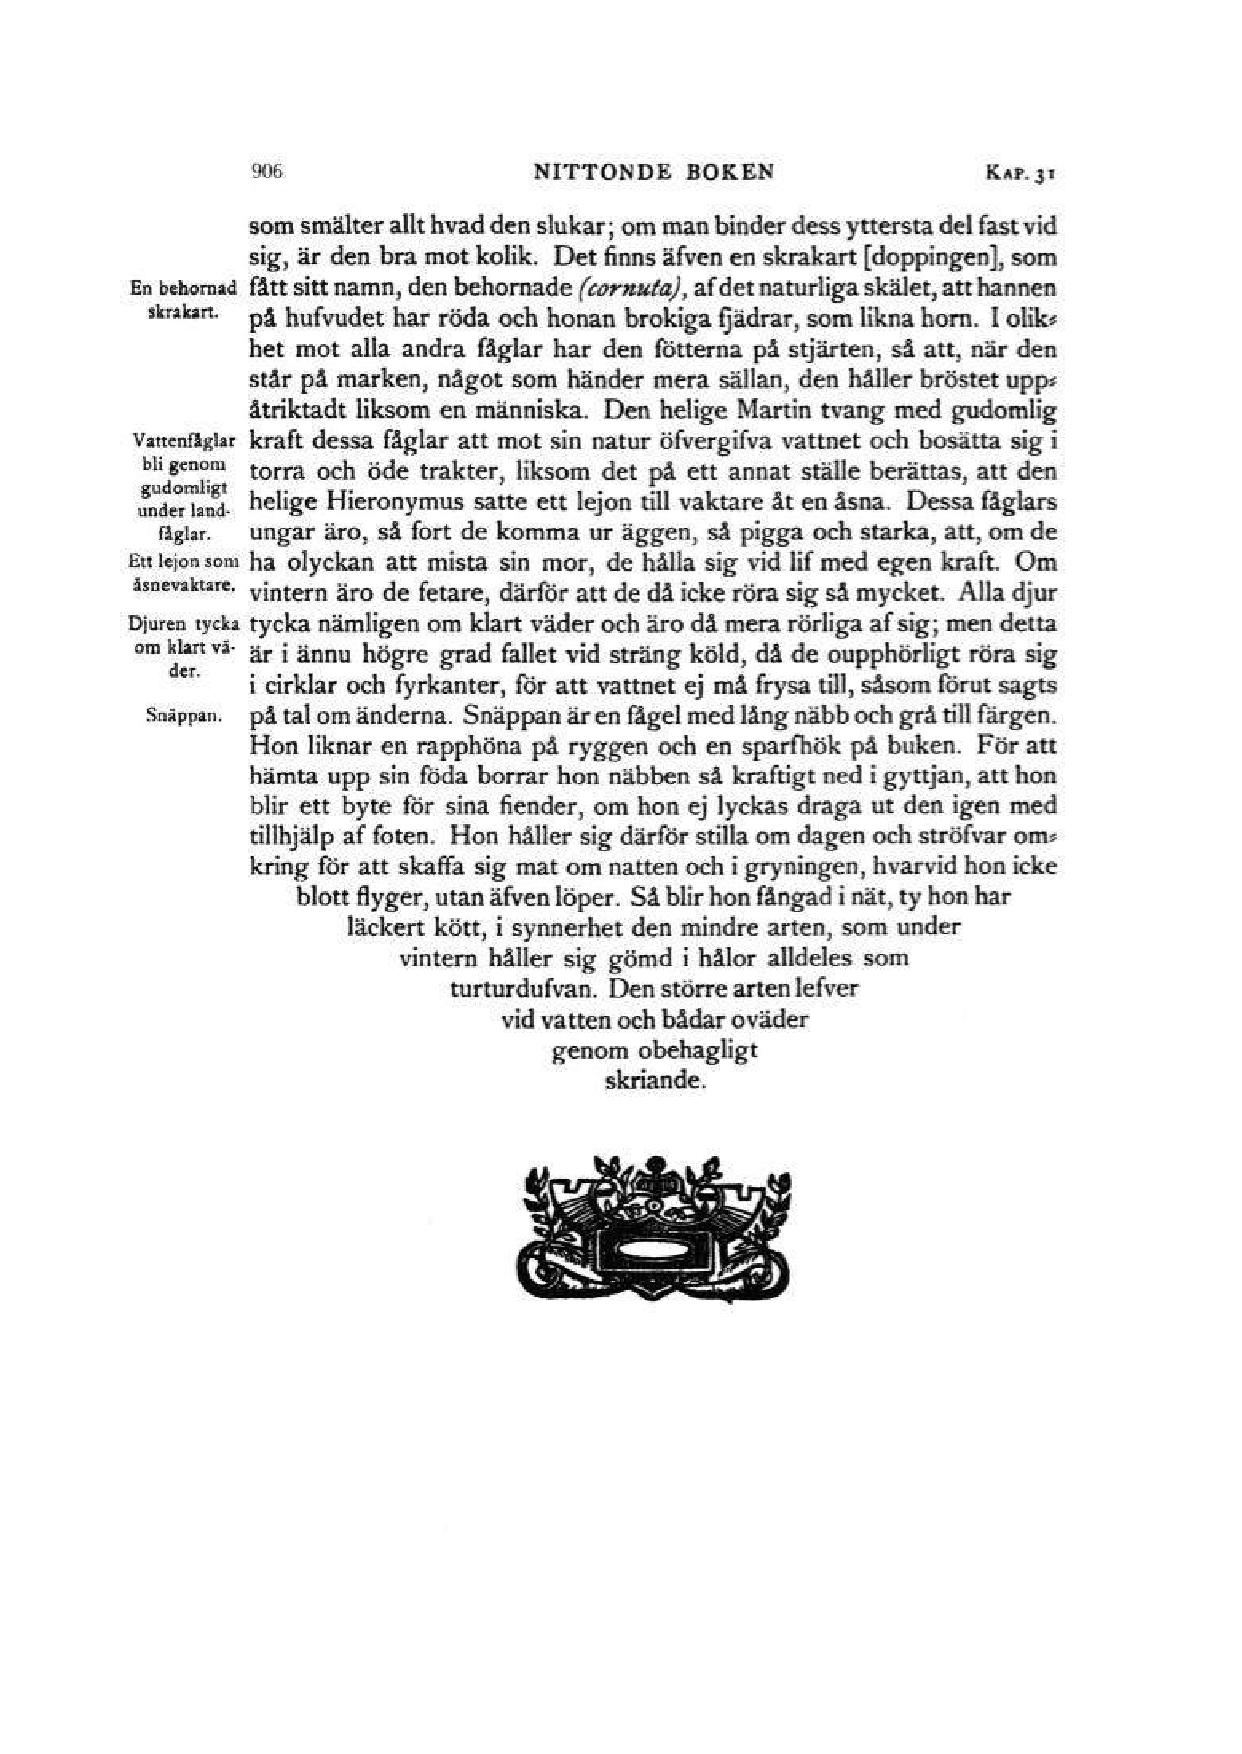 906 NITTONDE BOKEN KAP. 31
som smälter allt hvad den slukar; om man binder dess yttersta del fast vid
sig, är den bra mot kolik. Det finns äfven en skrakart [doppingen], som
En behornad
skrakart.
fått sitt namn, den behornade (cornuta), af det naturliga skälet, att hannen
på hufvudet har röda och honan brokiga fjädrar, som likna horn. I olik-
het mot alla andra fåglar har den fötterna på stjärten, så att, när den
står på marken, något som händer mera sällan, den håller bröstet upp-
åtriktadt liksom en människa. Den helige Martin tvang med gudomlig
Vattenfåglar
bli genom
gudomligt
under land-
fåglar.
kraft dessa fåglar att mot sin natur öfvergifva vattnet och bosätta sig i
torra och öde trakter, liksom det på ett annat ställe berättas, att den
helige Hieronymus satte ett lejon till vaktare åt en åsna. Dessa fåglars
ungar äro, så fort de komma ur äggen, så pigga och starka, att, om de
Ett lejon som
åsnevaktare.
ha olyckan att mista sin mor, de hålla sig vid lif med egen kraft. Om
vintern äro de fetare, därför att de då icke röra sig så mycket. Alla djur
Djuren tycka
om klart vä-
der.
tycka nämligen om klart väder och äro då mera rörliga af sig; men detta
är i ännu högre grad fallet vid sträng köld, då de oupphörligt röra sig
i cirklar och fyrkanter, för att vattnet ej må frysa till, såsom förut sagts
Snäppan.
på tal om änderna. Snäppan är en fågel med lång näbb och grå till färgen.
Hon liknar en rapphöna på ryggen och en sparfhök på buken. För att
hämta upp sin föda borrar hon näbben så kraftigt ned i gyttjan, att hon
blir ett byte för sina fiender, om hon ej lyckas draga ut den igen med
tillhjälp af foten. Hon håller sig därför stilla om dagen och ströfvar om-
kring för att skaffa sig mat om natten och i gryningen, hvarvid hon icke
blott flyger, utan äfven löper. Så blir hon fångad i nät, ty hon har
läckert kött, i synnerhet den mindre arten, som under
vintern håller sig gömd i hålor alldeles som
turturdufvan. Den större arten lefver
vid vatten och bådar oväder
genom obehagligt
skriande.